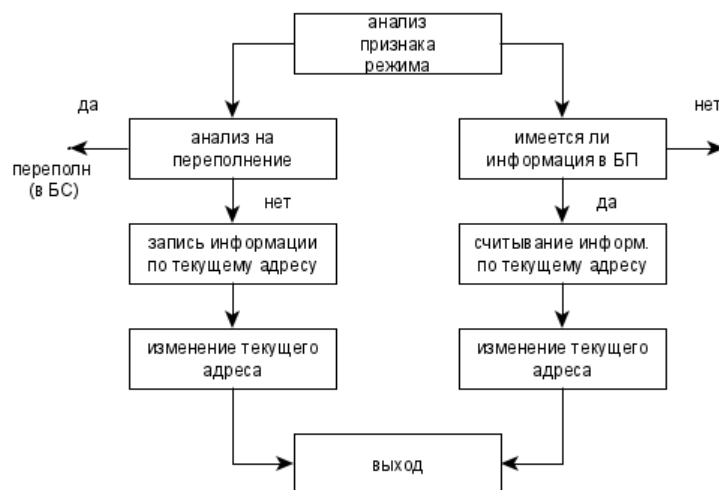 анализ
признака
режима
да
нет
анализ на
переполнение
имеется ли
информация в БП
переполн
(в БС)
нет
да
запись информации
по текущему адресу
считывание информ.
по текущему адресу
изменение текущего
адреса
изменение текущего
адреса
выход